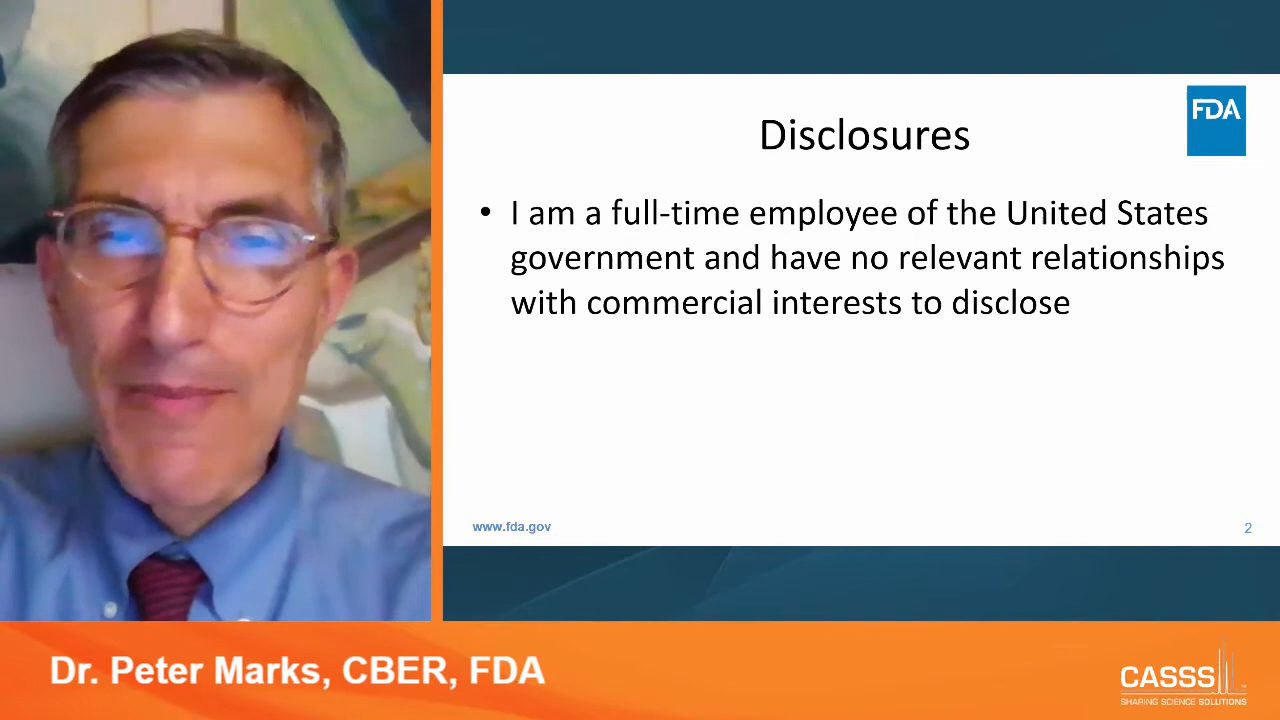 FDA
Disclosures
• I am a full-time employee of the United States
government and have no relevant relationships
with commercial interests to disclose
www.fda.gov
2
Dr. Peter Marks, CBER, FDA
CASSS
SHARING SCIENCE SOLUTIONS